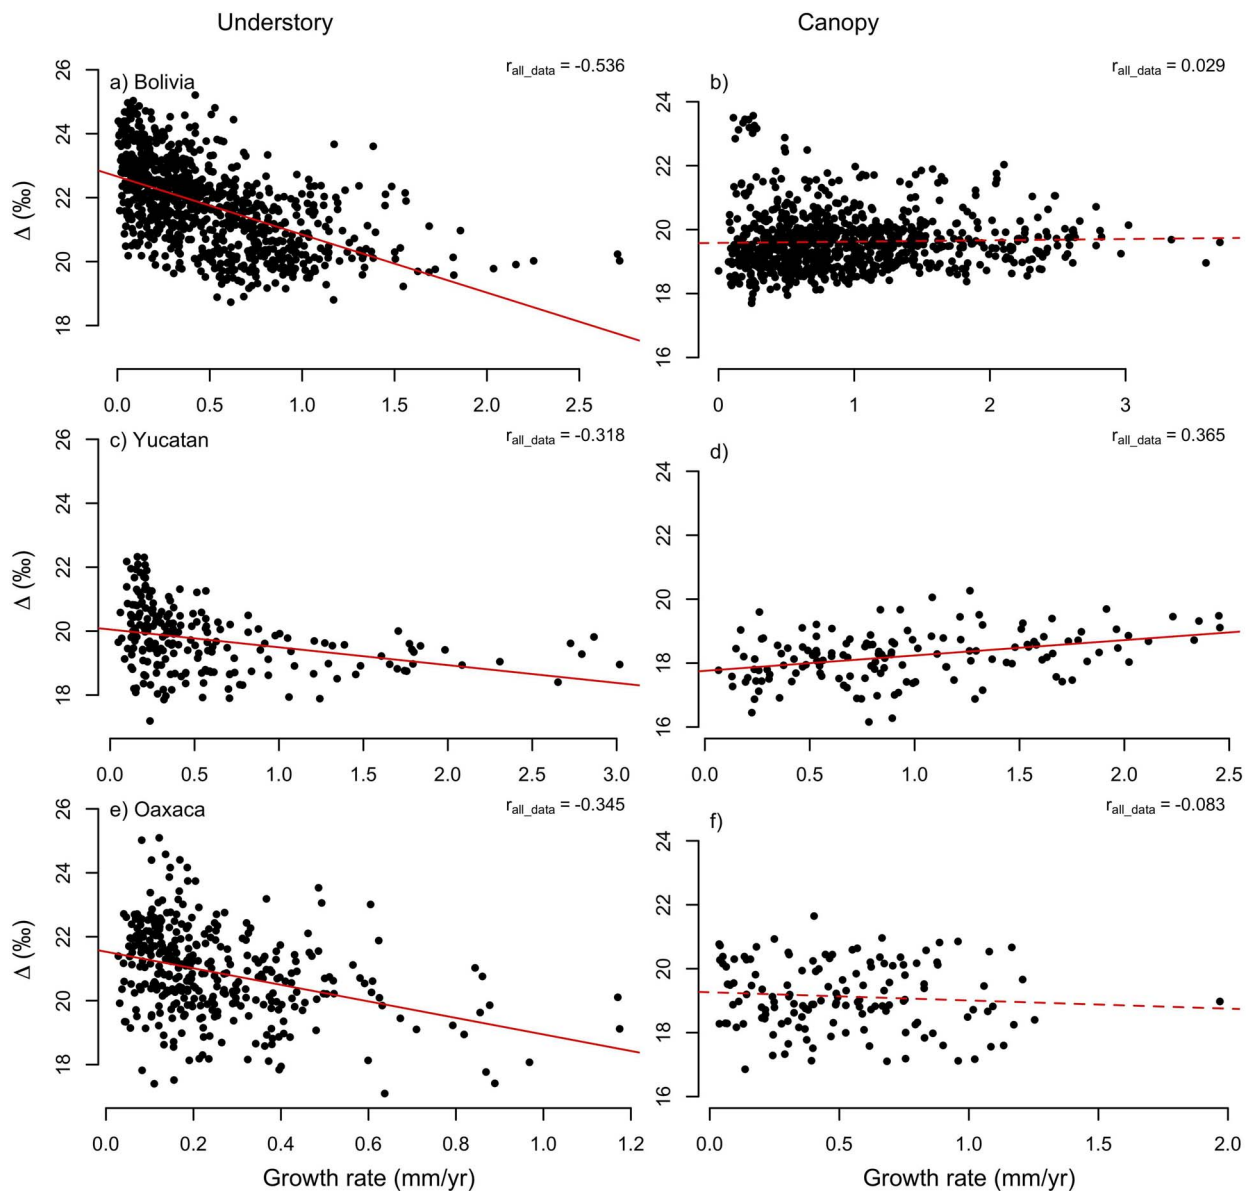 Understory Canopy
a) Bolivia
r_all_data = -0.536
b)
r_all_data = 0.029
Δ (‰)
26
24
22
20
18
24
22
20
18
16
0.0 0.5 1.0 1.5 2.0 2.5
0 1 2 3
c) Yucatan
r_all_data = -0.318
d)
r_all_data = 0.365
Δ (‰)
26
24
22
20
18
24
22
20
18
16
0.0 0.5 1.0 1.5 2.0 2.5 3.0
0.0 0.5 1.0 1.5 2.0 2.5
e) Oaxaca
r_all_data = -0.345
f)
r_all_data = -0.083
Δ (‰)
26
24
22
20
18
24
22
20
18
16
0.0 0.2 0.4 0.6 0.8 1.0 1.2
0.0 0.5 1.0 1.5 2.0
Growth rate (mm/yr) Growth rate (mm/yr)